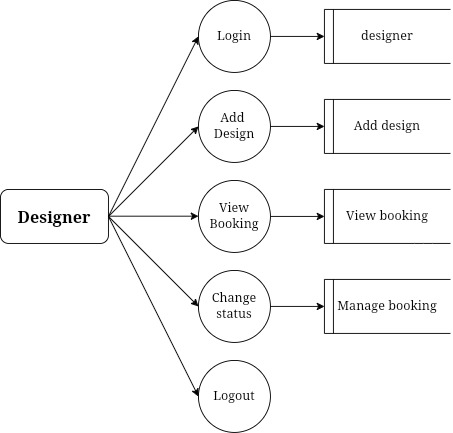 Designer
Login
designer
Add
Design
Add design
View
Booking
View booking
Change
status
Manage booking
Logout